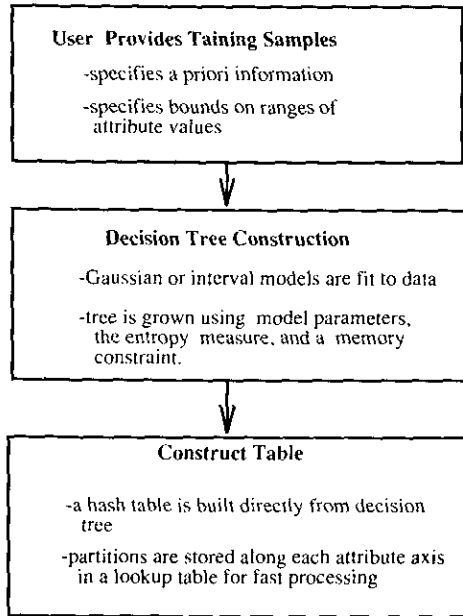 User Provides Taining Samples
-specifies a priori information
-specifies bounds on ranges of
attribute values
Decision Tree Construction
-Gaussian or interval models are fit to data
-tree is grown using model parameters,
the entropy measure, and a memory
constraint.
Construct Table
-a hash table is built directly from decision
tree
-partitions are stored along each attribute axis
in a lookup table for fast processing